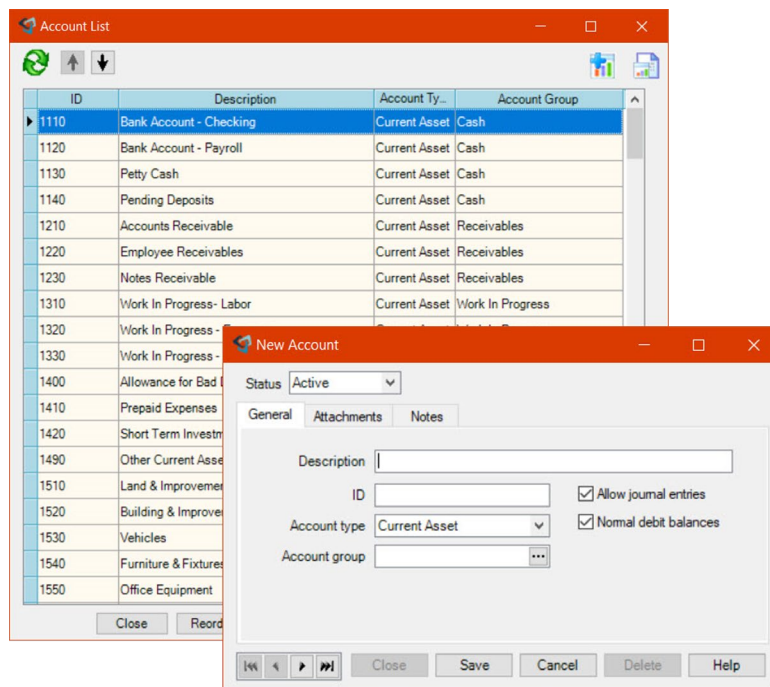 Account List
ID Description Account Ty... Account Group
1110 Bank Account - Checking Current Asset Cash
1120 Bank Account - Payroll Current Asset Cash
1130 Petty Cash Current Asset Cash
1140 Pending Deposits Current Asset Cash
1210 Accounts Receivable Current Asset Receivables
1220 Employee Receivables Current Asset Receivables
1230 Notes Receivable Current Asset Receivables
1310 Work In Progress- Labor Current Asset Work In Progress
1320 Work In Progress -
1330 Work In Progress -
1400 Allowance for Bad
1410 Prepaid Expenses
1420 Short Term Investm
1490 Other Current Asse
1510 Land & Improvemen
1520 Building & Improve
1530 Vehicles
1540 Furniture & Fixtures
1550 Office Equipment
Close Reord
New Account
Status Active
General Attachments Notes
Description
ID Allow journal entries
Account type Current Asset Normal debit balances
Account group ...
Close Save Cancel Delete Help